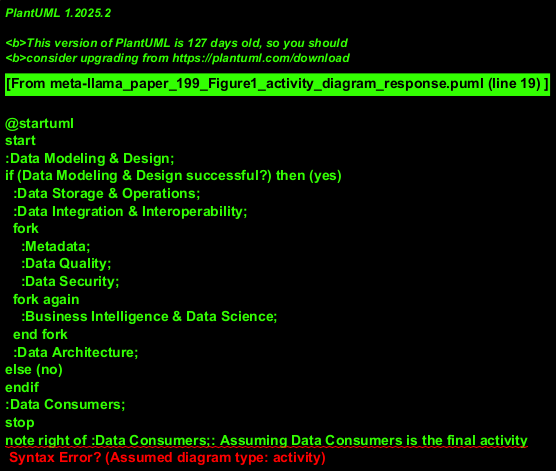 PlantUML 1.2025.2
<b>This version of PlantUML is 127 days old, so you should
<b>consider upgrading from https://plantuml.com/download
[From meta-llama_paper_199_Figure1_activity_diagram_response.puml (line 19) ]
@startuml
start
:Data Modeling & Design;
if (Data Modeling & Design successful?) then (yes)
  :Data Storage & Operations;
  :Data Integration & Interoperability;
  fork
    :Metadata;
    :Data Quality;
    :Data Security;
  fork again
    :Business Intelligence & Data Science;
  end fork
  :Data Architecture;
else (no)
endif
:Data Consumers;
stop
note right of :Data Consumers;: Assuming Data Consumers is the final activity
 Syntax Error? (Assumed diagram type: activity)